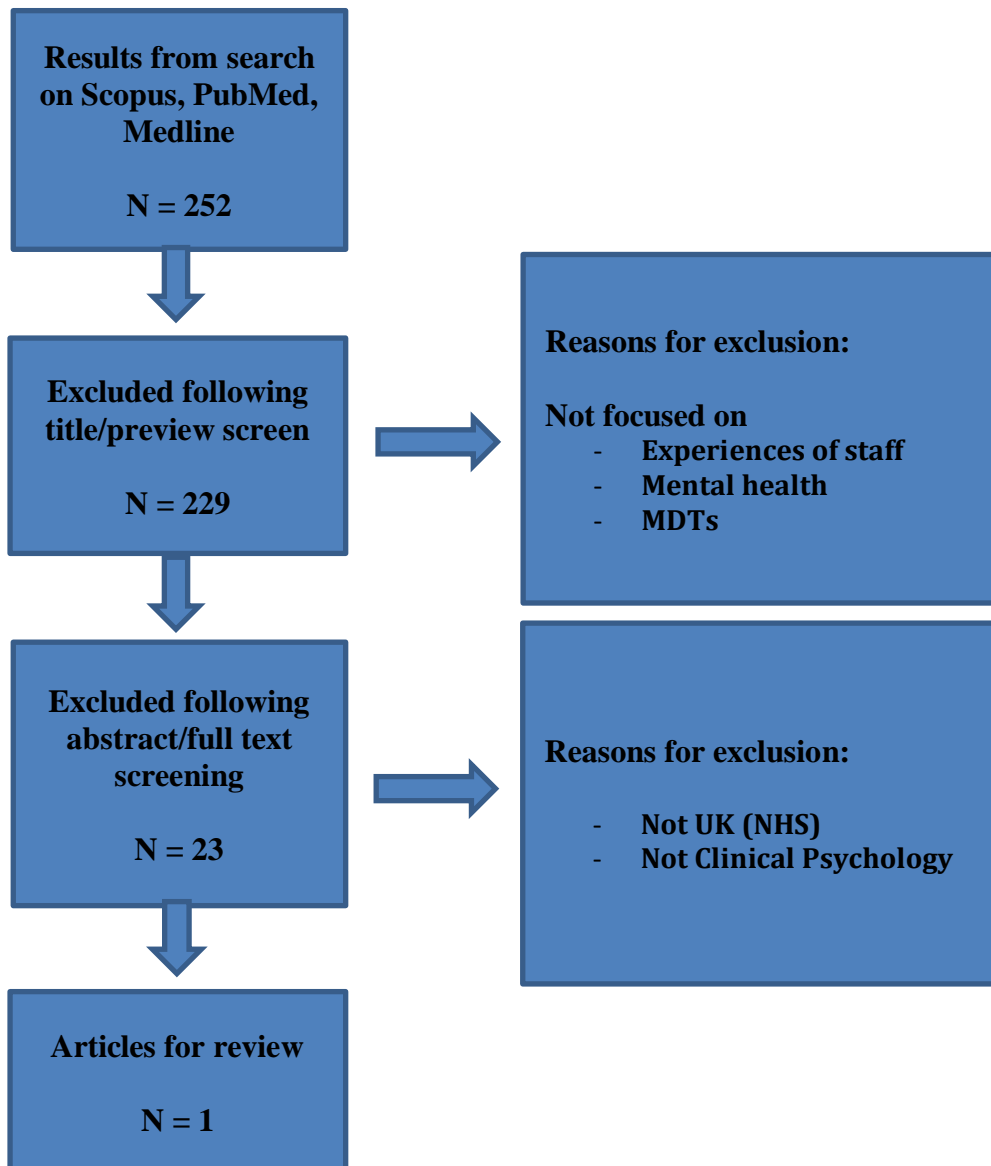 Results from search
on Scopus, PubMed,
Medline
N = 252
Excluded following
title/preview screen
N = 229
Reasons for exclusion:
Not focused on
- Experiences of staff
- Mental health
- MDTs
Excluded following
abstract/full text
screening
N = 23
Reasons for exclusion:
- Not UK (NHS)
- Not Clinical Psychology
Articles for review
N = 1